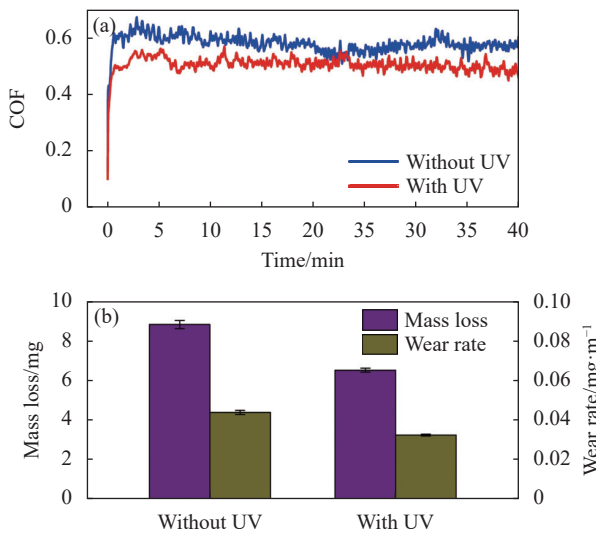 (a)
0.6
0.4
0.2
0
COF
Without UV
With UV
0 5 10 15 20 25 30 35 40
Time/min
(b)
10
8
6
4
2
0
Mass loss/mg
Mass loss
Wear rate
0.10
0.08
0.06
0.04
0.02
0
Wear rate/mg·m⁻¹
Without UV With UV